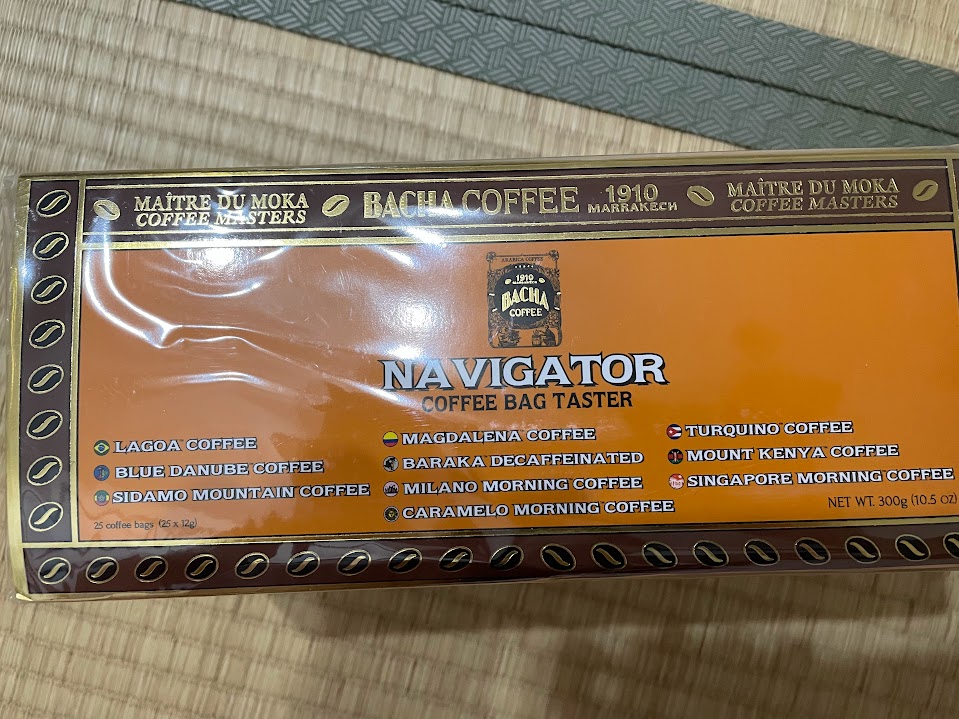 MAÎTRE DU MOKA
COFFEE MASTERS
BACHA COFFEE 1910
MARRAKECH
MAÎTRE DU MOKA
COFFEE MASTERS
ARABICA COFFEE
1910
MARRAKECH
BACHA
COFFEE
NAVIGATOR
COFFEE BAG TASTER
LAGOA COFFEE
BLUE DANUBE COFFEE
SIDAMO MOUNTAIN COFFEE
MAGDALENA COFFEE
BARAKA DECAFFEINATED
MILANO MORNING COFFEE
CARAMELO MORNING COFFEE
TURQUINO COFFEE
MOUNT KENYA COFFEE
SINGAPORE MORNING COFFEE
25 coffee bags (25 x 12g)
NET WT. 300g (10.5 oz)